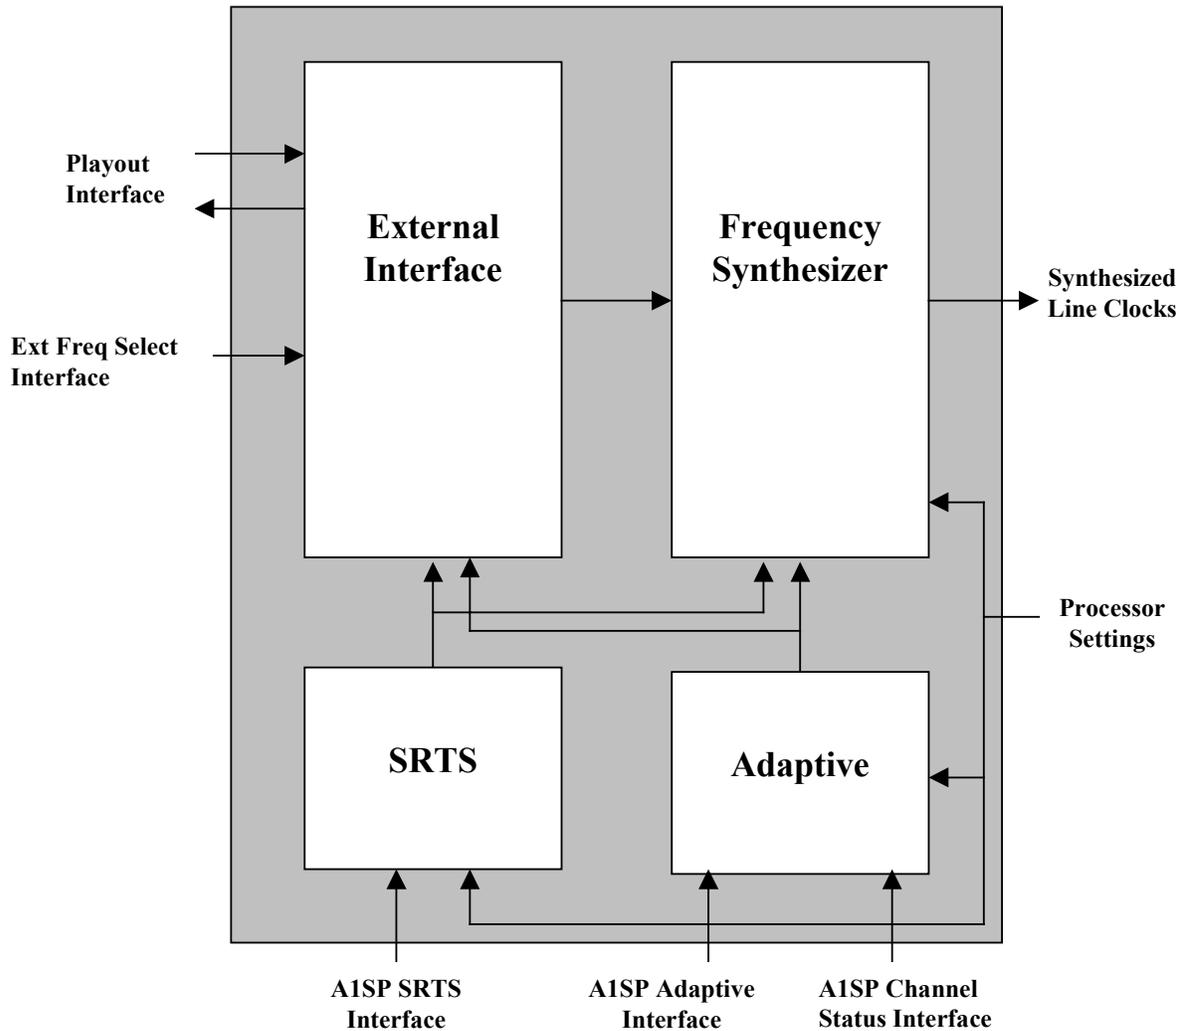 Playout
Interface
External
Interface
Frequency
Synthesizer
Synthesized
Line Clocks
Ext Freq Select
Interface
Processor
Settings
SRTS
Adaptive
A1SP SRTS
Interface
A1SP Adaptive
Interface
A1SP Channel
Status Interface